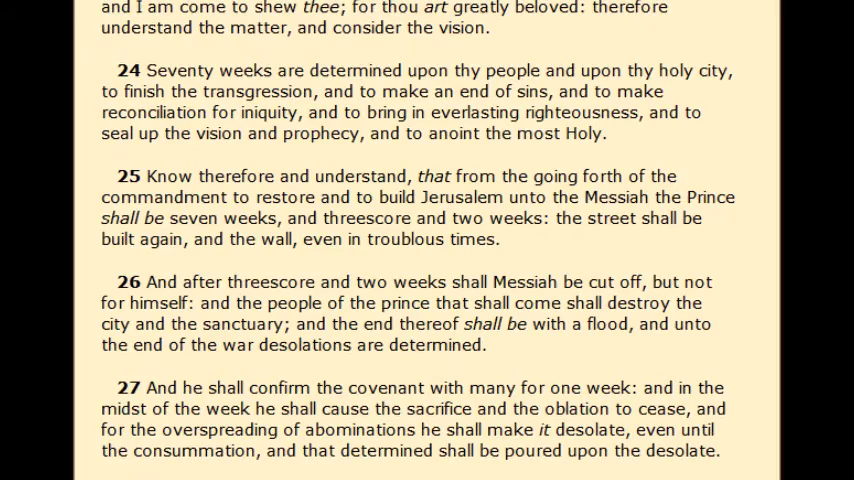 and I am come to shew thee; for thou art greatly beloved: therefore
understand the matter, and consider the vision.
24 Seventy weeks are determined upon thy people and upon thy holy city,
to finish the transgression, and to make an end of sins, and to make
reconciliation for iniquity, and to bring in everlasting righteousness, and to
seal up the vision and prophecy, and to anoint the most Holy.
25 Know therefore and understand, that from the going forth of the
commandment to restore and to build Jerusalem unto the Messiah the Prince
shall be seven weeks, and threescore and two weeks: the street shall be
built again, and the wall, even in troublous times.
26 And after threescore and two weeks shall Messiah be cut off, but not
for himself: and the people of the prince that shall come shall destroy the
city and the sanctuary; and the end thereof shall be with a flood, and unto
the end of the war desolations are determined.
27 And he shall confirm the covenant with many for one week: and in the
midst of the week he shall cause the sacrifice and the oblation to cease, and
for the overspreading of abominations he shall make it desolate, even until
the consummation, and that determined shall be poured upon the desolate.